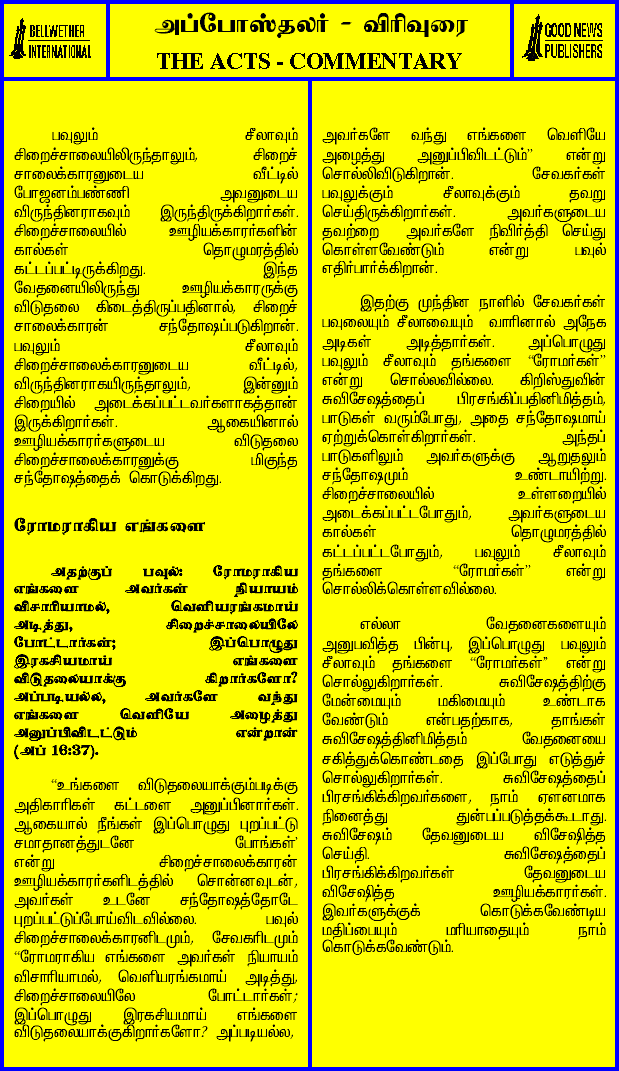 BELLWETHER
INTERNATIONAL
அப்போஸ்தலர் - விரிவுரை
THE ACTS - COMMENTARY
GOOD NEWS
PUBLISHERS
பவுலும் சீலாவும்
சிறைச்சாலையிலிருந்தாலும், சிறைச்
சாலைக்காரனுடைய வீட்டில்
போஜனம்பண்ணி அவனுடைய
விருந்தினராகவும் இருந்திருக்கிறார்கள்.
சிறைச்சாலையில் ஊழியக்காரர்களின்
கால்கள் தொழுமரத்தில்
கட்டப்பட்டிருக்கிறது. இந்த
வேதனையிலிருந்து ஊழியக்காரருக்கு
விடுதலை கிடைத்திருப்பதினால், சிறைச்
சாலைக்காரன் சந்தோஷப்படுகிறான்.
பவுலும் சீலாவும்
சிறைச்சாலைக்காரனுடைய வீட்டில்,
விருந்தினராகயிருந்தாலும், இன்னும்
சிறையில் அடைக்கப்பட்டவர்களாகத்தான்
இருக்கிறார்கள். ஆகையினால்
ஊழியக்காரர்களுடைய விடுதலை
சிறைச்சாலைக்காரனுக்கு மிகுந்த
சந்தோஷத்தைக் கொடுக்கிறது.
ரோமராகிய எங்களை
அதற்குப் பவுல்: ரோமராகிய
எங்களை அவர்கள் நியாயம்
விசாரியாமல், வெளியரங்கமாய்
அடித்து, சிறைச்சாலையிலே
போட்டார்கள்; இப்பொழுது
இரகசியமாய் எங்களை
விடுதலையாக்கு கிறார்களோ?
அப்படியல்ல, அவர்களே வந்து
எங்களை வெளியே அழைத்து
அனுப்பிவிடட்டும் என்றான்
(அப் 16:37).
“உங்களை விடுதலையாக்கும்படிக்கு
அதிகாரிகள் கட்டளை அனுப்பினார்கள்.
ஆகையால் நீங்கள் இப்பொழுது புறப்பட்டு
சமாதானத்துடனே போங்கள்’
என்று சிறைச்சாலைக்காரன்
ஊழியக்காரர்களிடத்தில் சொன்னவுடன்,
அவர்கள் உடனே சந்தோஷத்தோடே
புறப்பட்டுப்போய்விடவில்லை. பவுல்
சிறைச்சாலைக்காரனிடமும், சேவகரிடமும்
“ரோமராகிய எங்களை அவர்கள் நியாயம்
விசாரியாமல், வெளியரங்கமாய் அடித்து,
சிறைச்சாலையிலே போட்டார்கள்;
இப்பொழுது இரகசியமாய் எங்களை
விடுதலையாக்குகிறார்களோ? அப்படியல்ல,
அவர்களே வந்து எங்களை வெளியே
அழைத்து அனுப்பிவிடட்டும்” என்று
சொல்லிவிடுகிறான். சேவகர்கள்
பவுலுக்கும் சீலாவுக்கும் தவறு
செய்திருக்கிறார்கள். அவர்களுடைய
தவற்றை அவர்களே நிவிர்த்தி செய்து
கொள்ளவேண்டும் என்று பவுல்
எதிர்பார்க்கிறான்.
இதற்கு முந்தின நாளில் சேவகர்கள்
பவுலையும் சீலாவையும் வாரினால் அநேக
அடிகள் அடித்தார்கள். அப்பொழுது
பவுலும் சீலாவும் தங்களை “ரோமர்கள்”
என்று சொல்லவில்லை. கிறிஸ்துவின்
சுவிசேஷத்தைப் பிரசங்கிப்பதினிமித்தம்,
பாடுகள் வரும்போது, அதை சந்தோஷமாய்
ஏற்றுக்கொள்கிறார்கள். அந்தப்
பாடுகளிலும் அவர்களுக்கு ஆறுதலும்
சந்தோஷமும் உண்டாயிற்று.
சிறைச்சாலையில் உள்ளறையில்
அடைக்கப்பட்டபோதும், அவர்களுடைய
கால்கள் தொழுமரத்தில்
கட்டப்பட்டபோதும், பவுலும் சீலாவும்
தங்களை “ரோமர்கள்” என்று
சொல்லிக்கொள்ளவில்லை.
எல்லா வேதனைகளையும்
அனுபவித்த பின்பு, இப்பொழுது பவுலும்
சீலாவும் தங்களை “ரோமர்கள்” என்று
சொல்லுகிறார்கள். சுவிசேஷத்திற்கு
மேன்மையும் மகிமையும் உண்டாக
வேண்டும் என்பதற்காக, தாங்கள்
சுவிசேஷத்தினிமித்தம் வேதனையை
சகித்துக்கொண்டதை இப்போது எடுத்துச்
சொல்லுகிறார்கள். சுவிசேஷத்தைப்
பிரசங்கிக்கிறவர்களை, நாம் ஏளனமாக
நினைத்து துன்பப்படுத்தக்கூடாது.
சுவிசேஷம் தேவனுடைய விசேஷித்த
செய்தி. சுவிசேஷத்தைப்
பிரசங்கிக்கிறவர்கள் தேவனுடைய
விசேஷித்த ஊழியக்காரர்கள்.
இவர்களுக்குக் கொடுக்கவேண்டிய
மதிப்பையும் மரியாதையும் நாம்
கொடுக்கவேண்டும்.